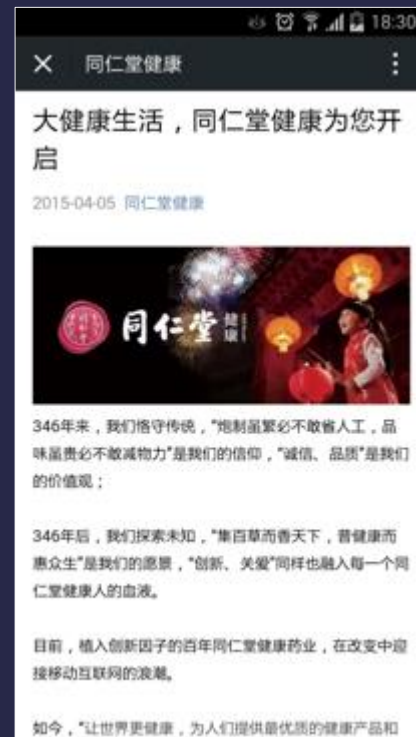 18:30
同仁堂健康
大健康生活，同仁堂健康为您开
启
2015-04-05 同仁堂健康
同仁堂健康
346年来，我们恪守传统，“炮制虽繁必不敢省人工，品
味虽贵必不敢减物力”是我们的信仰，“诚信、品质”是我们
的价值观；
346年后，我们探索未知，“集百草而香天下，普健康而
惠众生”是我们的愿景，“创新、关爱”同样也融入每一个同
仁堂健康人的血液。
目前，植入创新因子的百年同仁堂健康药业，在改变中迎
接移动互联网的浪潮。
如今，“让世界更健康，为人们提供最优质的健康产品和